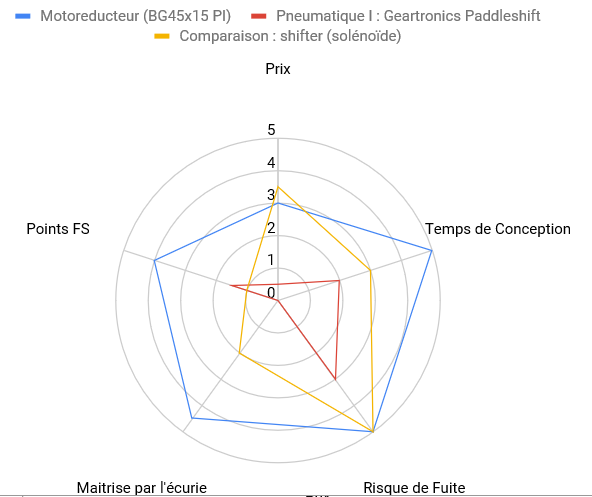 Motoreducteur (BG45x15 PI) Pneumatique I : Geartronics Paddleshift
Comparaison : shifter (solénoïde)
Prix
5
4
3
2
1
0
Points FS
Temps de Conception
Maitrise par l'écurie
Risque de Fuite